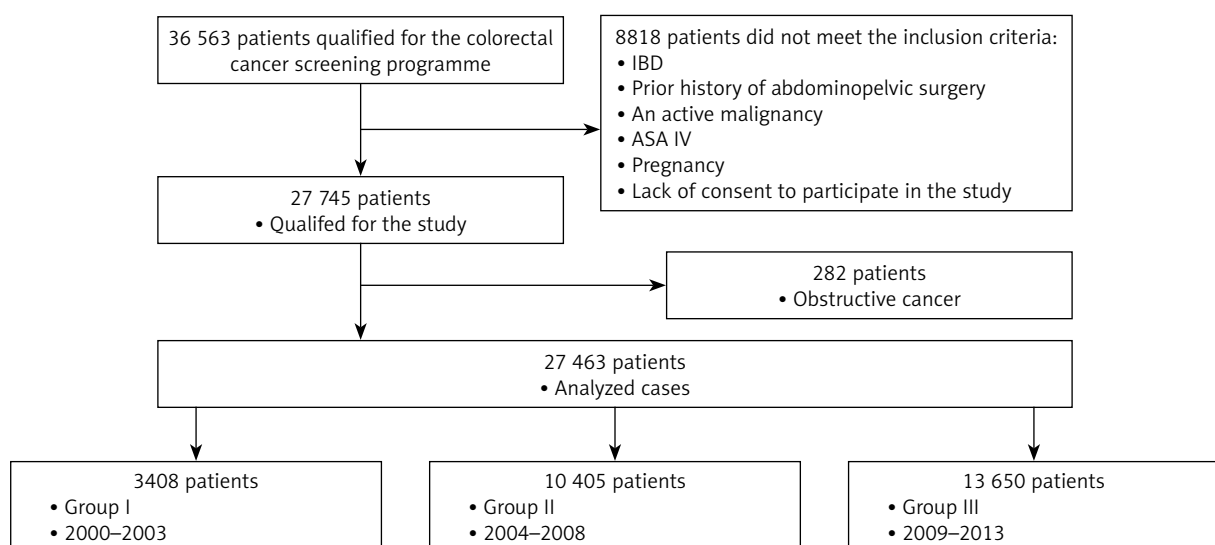 36 563 patients qualified for the colorectal
cancer screening programme
8818 patients did not meet the inclusion criteria:
• IBD
• Prior history of abdominopelvic surgery
• An active malignancy
• ASA IV
• Pregnancy
• Lack of consent to participate in the study
27 745 patients
• Qualifed for the study
282 patients
• Obstructive cancer
27 463 patients
• Analyzed cases
3408 patients
• Group I
• 2000–2003
10 405 patients
• Group II
• 2004–2008
13 650 patients
• Group III
• 2009–2013